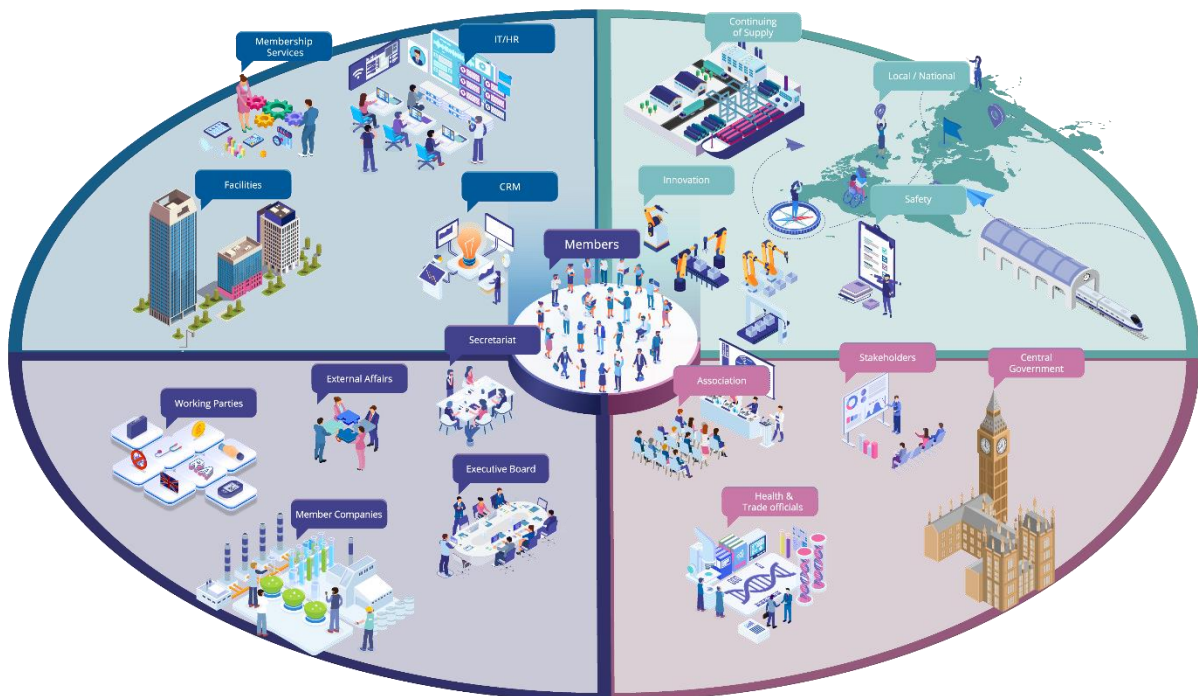 Membership
Services
IT/HR
Facilities
CRM
Continuing
of Supply
Local / National
Innovation
Safety
Members
Secretariat
External Affairs
Working Parties
Executive Board
Member Companies
Association
Stakeholders
Central
Government
Health &
Trade officials